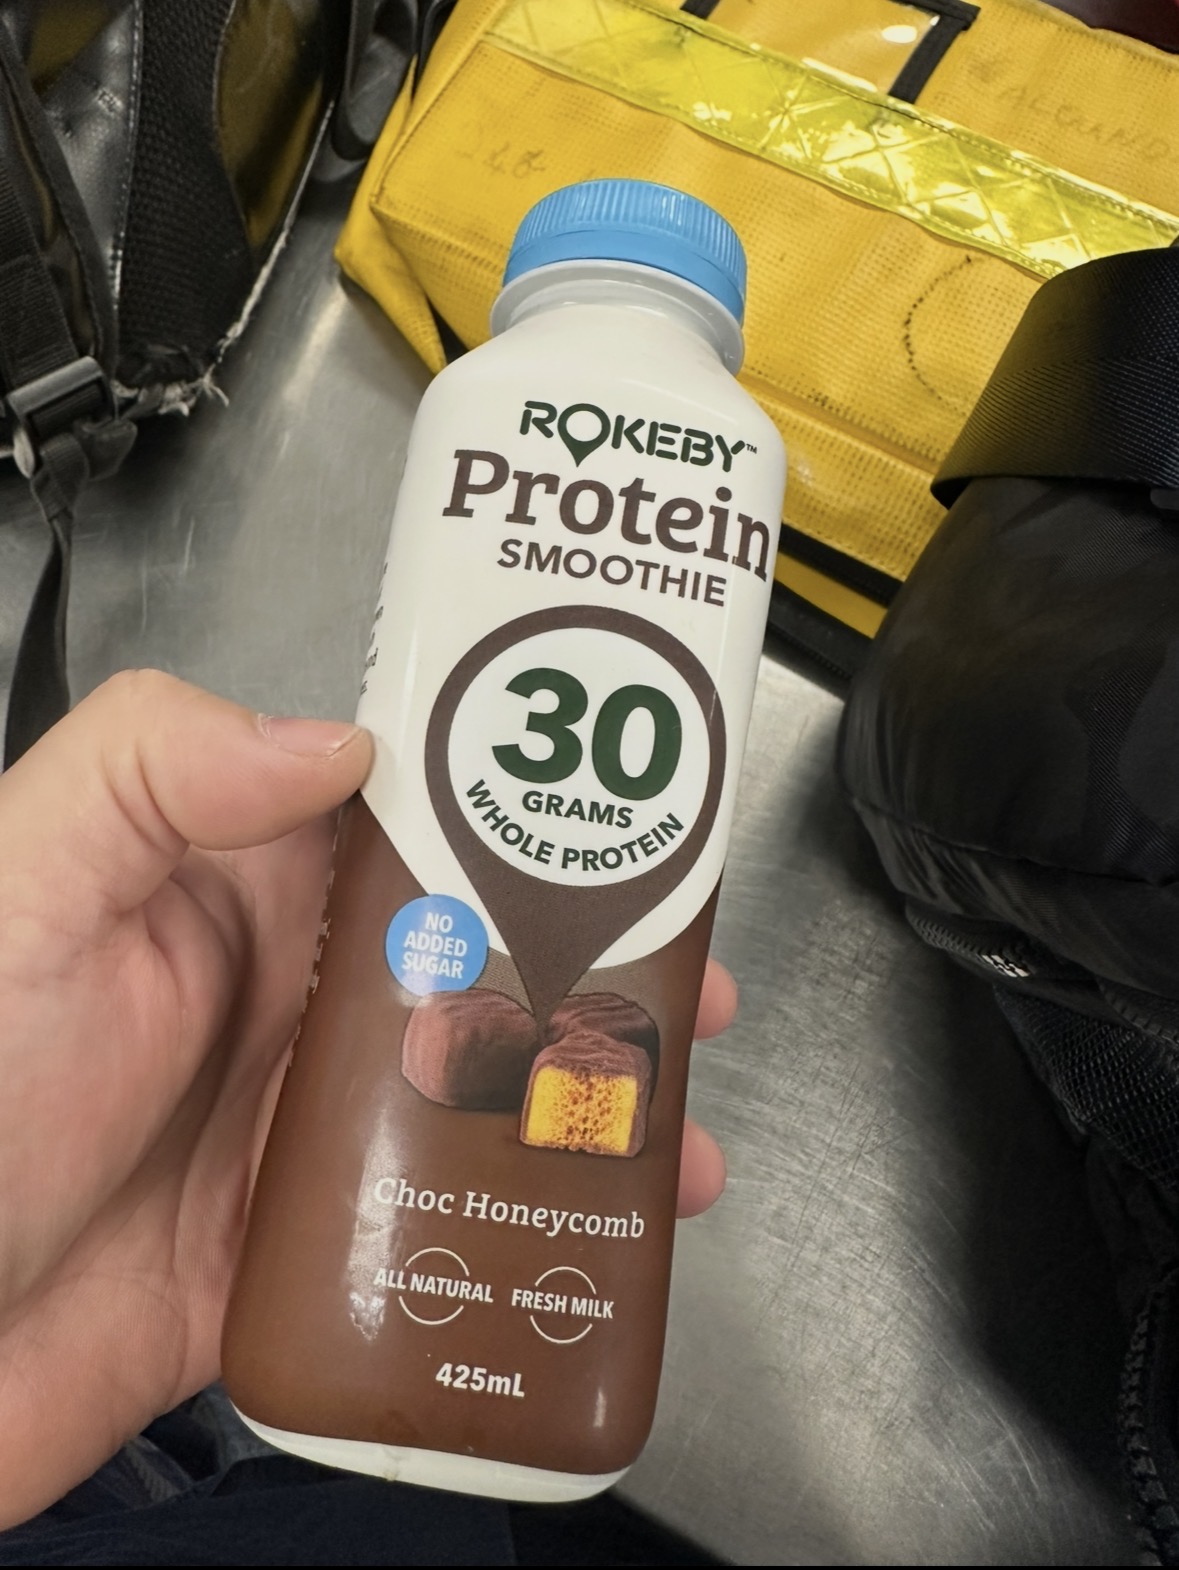 ROKEBY™
Protein
SMOOTHIE
30
GRAMS
WHOLE PROTEIN
NO
ADDED
SUGAR
Choc Honeycomb
ALL NATURAL
FRESH MILK
425mL